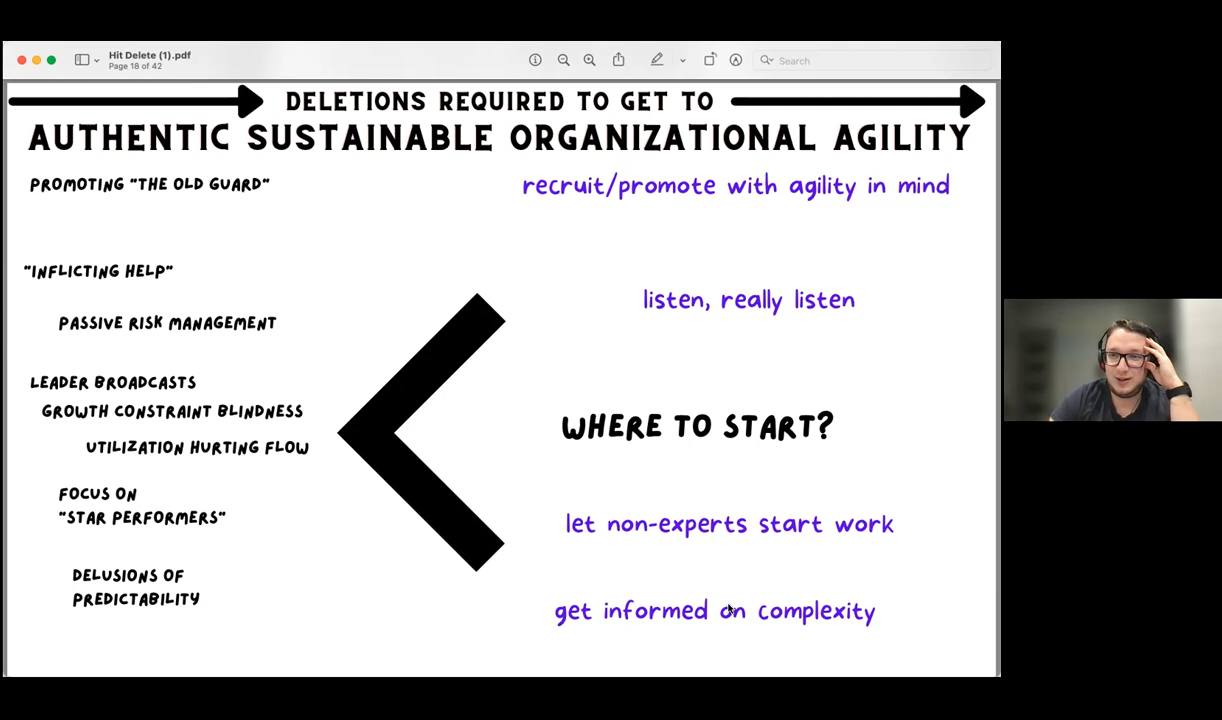 Hit Delete (1).pdf
Page 18 of 42
Search
DELETIONS REQUIRED TO GET TO
AUTHENTIC SUSTAINABLE ORGANIZATIONAL AGILITY
PROMOTING "THE OLD GUARD"
recruit/promote with agility in mind
"INFLICTING HELP"
listen, really listen
PASSIVE RISK MANAGEMENT
LEADER BROADCASTS
GROWTH CONSTRAINT BLINDNESS
WHERE TO START?
UTILIZATION HURTING FLOW
FOCUS ON
"STAR PERFORMERS"
let non-experts start work
DELUSIONS OF
PREDICTABILITY
get informed on complexity